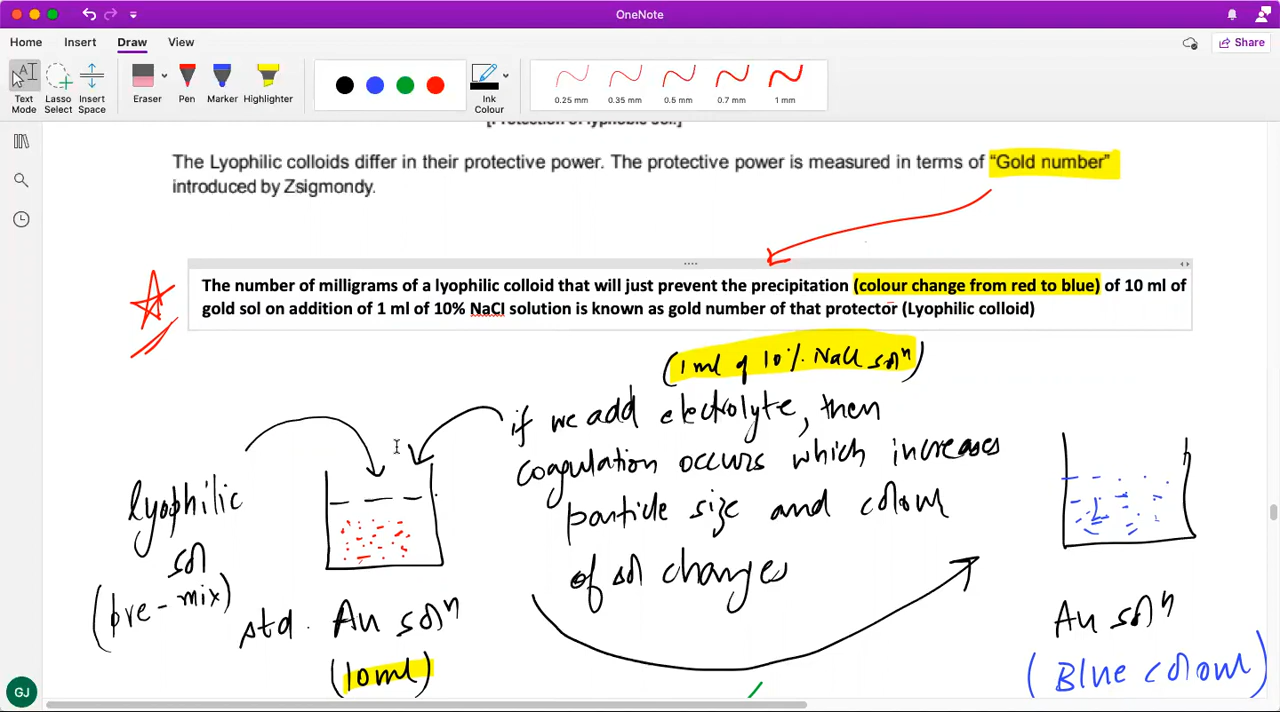 OneNote
Home Insert Draw View
Share
Text Mode
Lasso Select
Insert Space
Eraser
Pen
Marker
Highlighter
Ink Colour
0.25 mm 0.35 mm 0.5 mm 0.7 mm 1 mm
[Protection of lyphobic sol.]
The Lyophilic colloids differ in their protective power. The protective power is measured in terms of “Gold number”
introduced by Zsigmondy.
The number of milligrams of a lyophilic colloid that will just prevent the precipitation (colour change from red to blue) of 10 ml of
gold sol on addition of 1 ml of 10% NaCl solution is known as gold number of that protector (Lyophilic colloid)
(1 ml of 10% NaCl solⁿ)
if we add electrolyte, then
coagulation occurs which increases
particle size and colour
of sol changes
lyophilic
sol
(pre-mix)
std. Au solⁿ
(10ml)
Au solⁿ
(Blue colour)
GJ